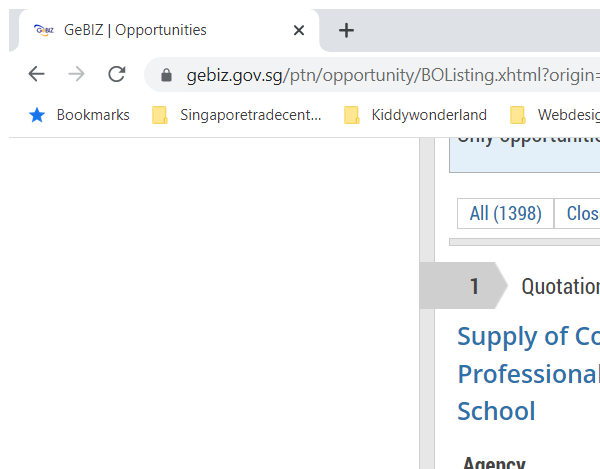 GeBIZ GeBIZ | Opportunities
gebiz.gov.sg/ptn/opportunity/BOListing.xhtml?origin=
Bookmarks Singaporetradecent... Kiddywonderland Webdesig
Only opportunitie
All (1398) Clos
1 Quotation
Supply of Co
Professional
School
Agency